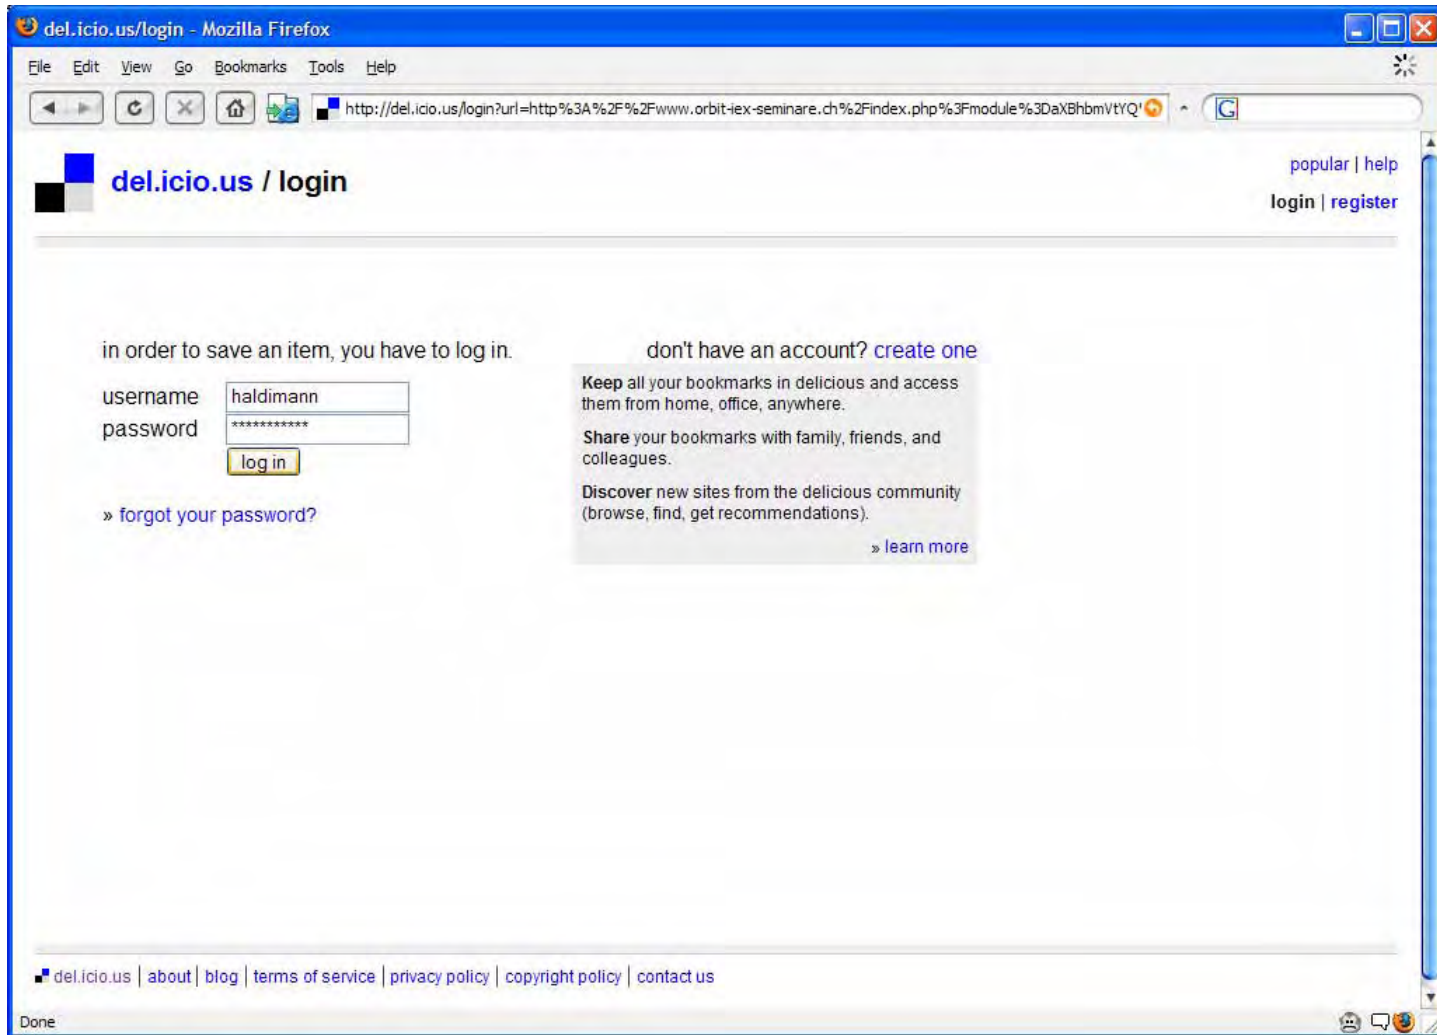 del.icio.us/login - Mozilla Firefox
File Edit View Go Bookmarks Tools Help
http://del.icio.us/login?url=http%3A%2F%2Fwww.orbit-iex-seminare.ch%2Findex.php%3Fmodule%3DaXBhbmVtYQ'
G
del.icio.us / login
popular | help
login | register
in order to save an item, you have to log in.
username haldimann
password ***********
log in
» forgot your password?
don't have an account? create one
Keep all your bookmarks in delicious and access
them from home, office, anywhere.
Share your bookmarks with family, friends, and
colleagues.
Discover new sites from the delicious community
(browse, find, get recommendations).
» learn more
del.icio.us | about | blog | terms of service | privacy policy | copyright policy | contact us
Done